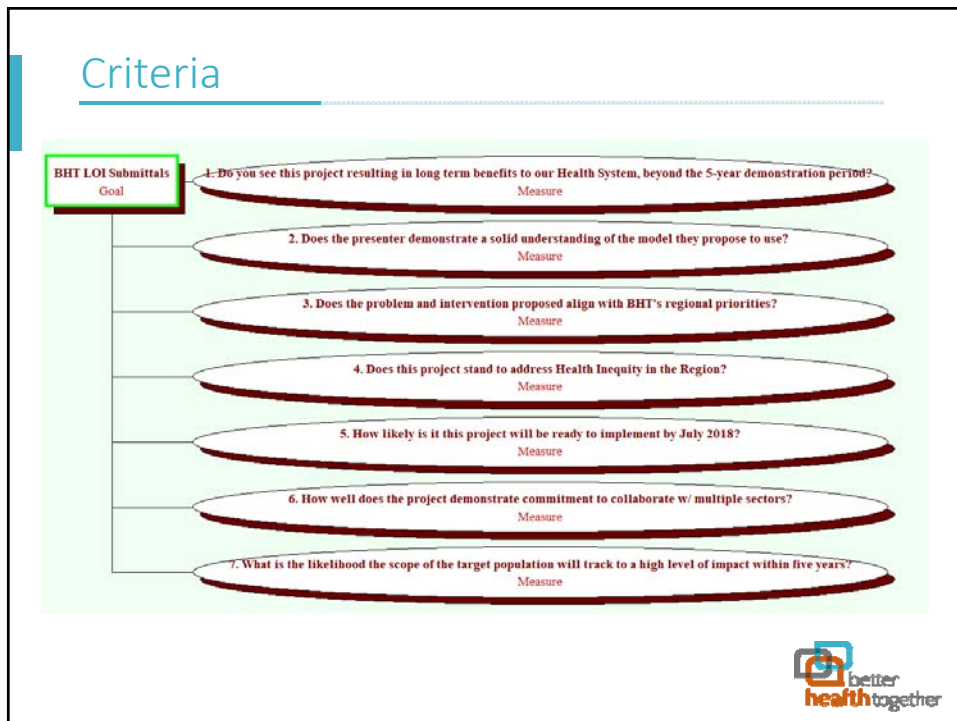 Criteria
BHT LOI Submittals
Goal
1. Do you see this project resulting in long term benefits to our Health System, beyond the 5-year demonstration period?
Measure
2. Does the presenter demonstrate a solid understanding of the model they propose to use?
Measure
3. Does the problem and intervention proposed align with BHT's regional priorities?
Measure
4. Does this project stand to address Health Inequity in the Region?
Measure
5. How likely is it this project will be ready to implement by July 2018?
Measure
6. How well does the project demonstrate commitment to collaborate w/ multiple sectors?
Measure
7. What is the likelihood the scope of the target population will track to a high level of impact within five years?
Measure
better
healthtogether